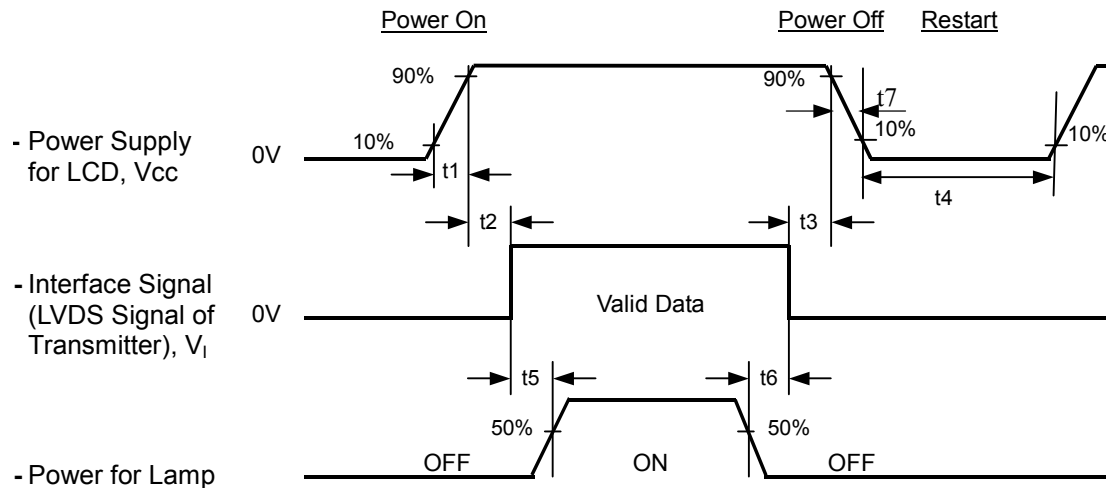 Power On
Power Off
Restart
90%
90%
t7
- Power Supply
for LCD, Vcc
0V
10%
10%
10%
t1
t4
t2
t3
- Interface Signal
(LVDS Signal of
Transmitter), VI
0V
Valid Data
t5
t6
50%
50%
- Power for Lamp
OFF
ON
OFF